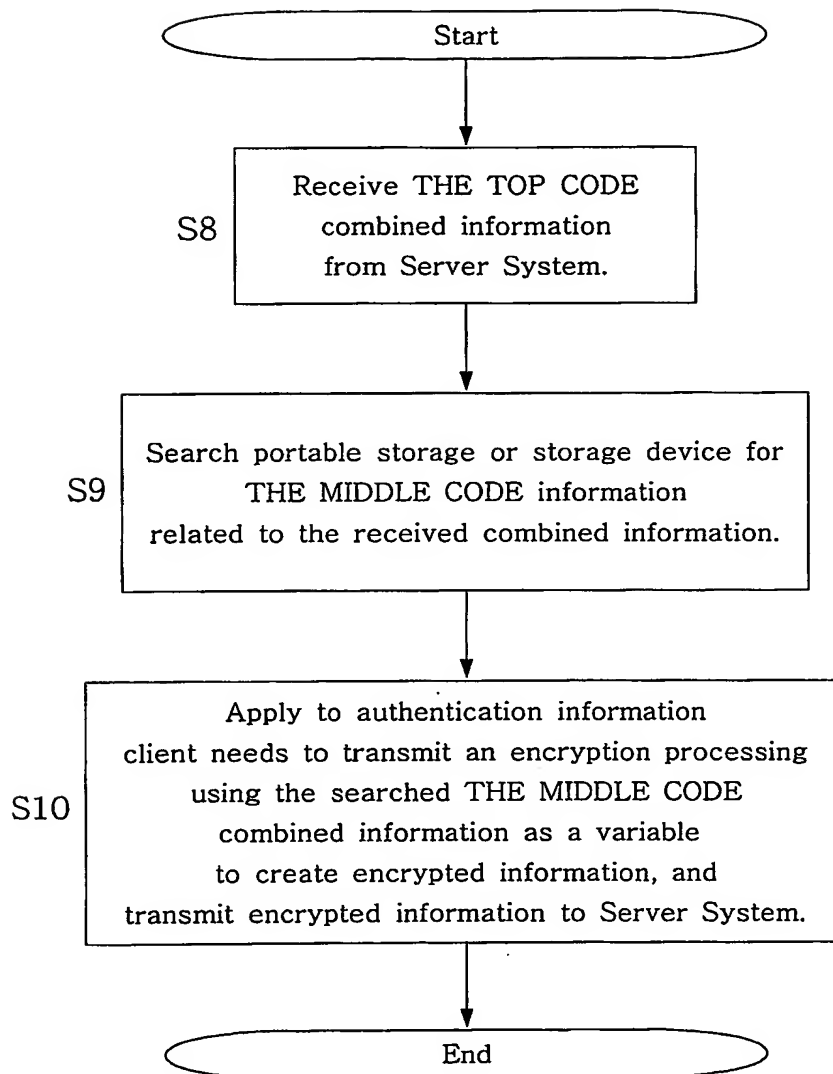 Start
S8
Receive THE TOP CODE
combined information
from Server System.
S9
Search portable storage or storage device for
THE MIDDLE CODE information
related to the received combined information.
S10
Apply to authentication information
client needs to transmit an encryption processing
using the searched THE MIDDLE CODE
combined information as a variable
to create encrypted information, and
transmit encrypted information to Server System.
End